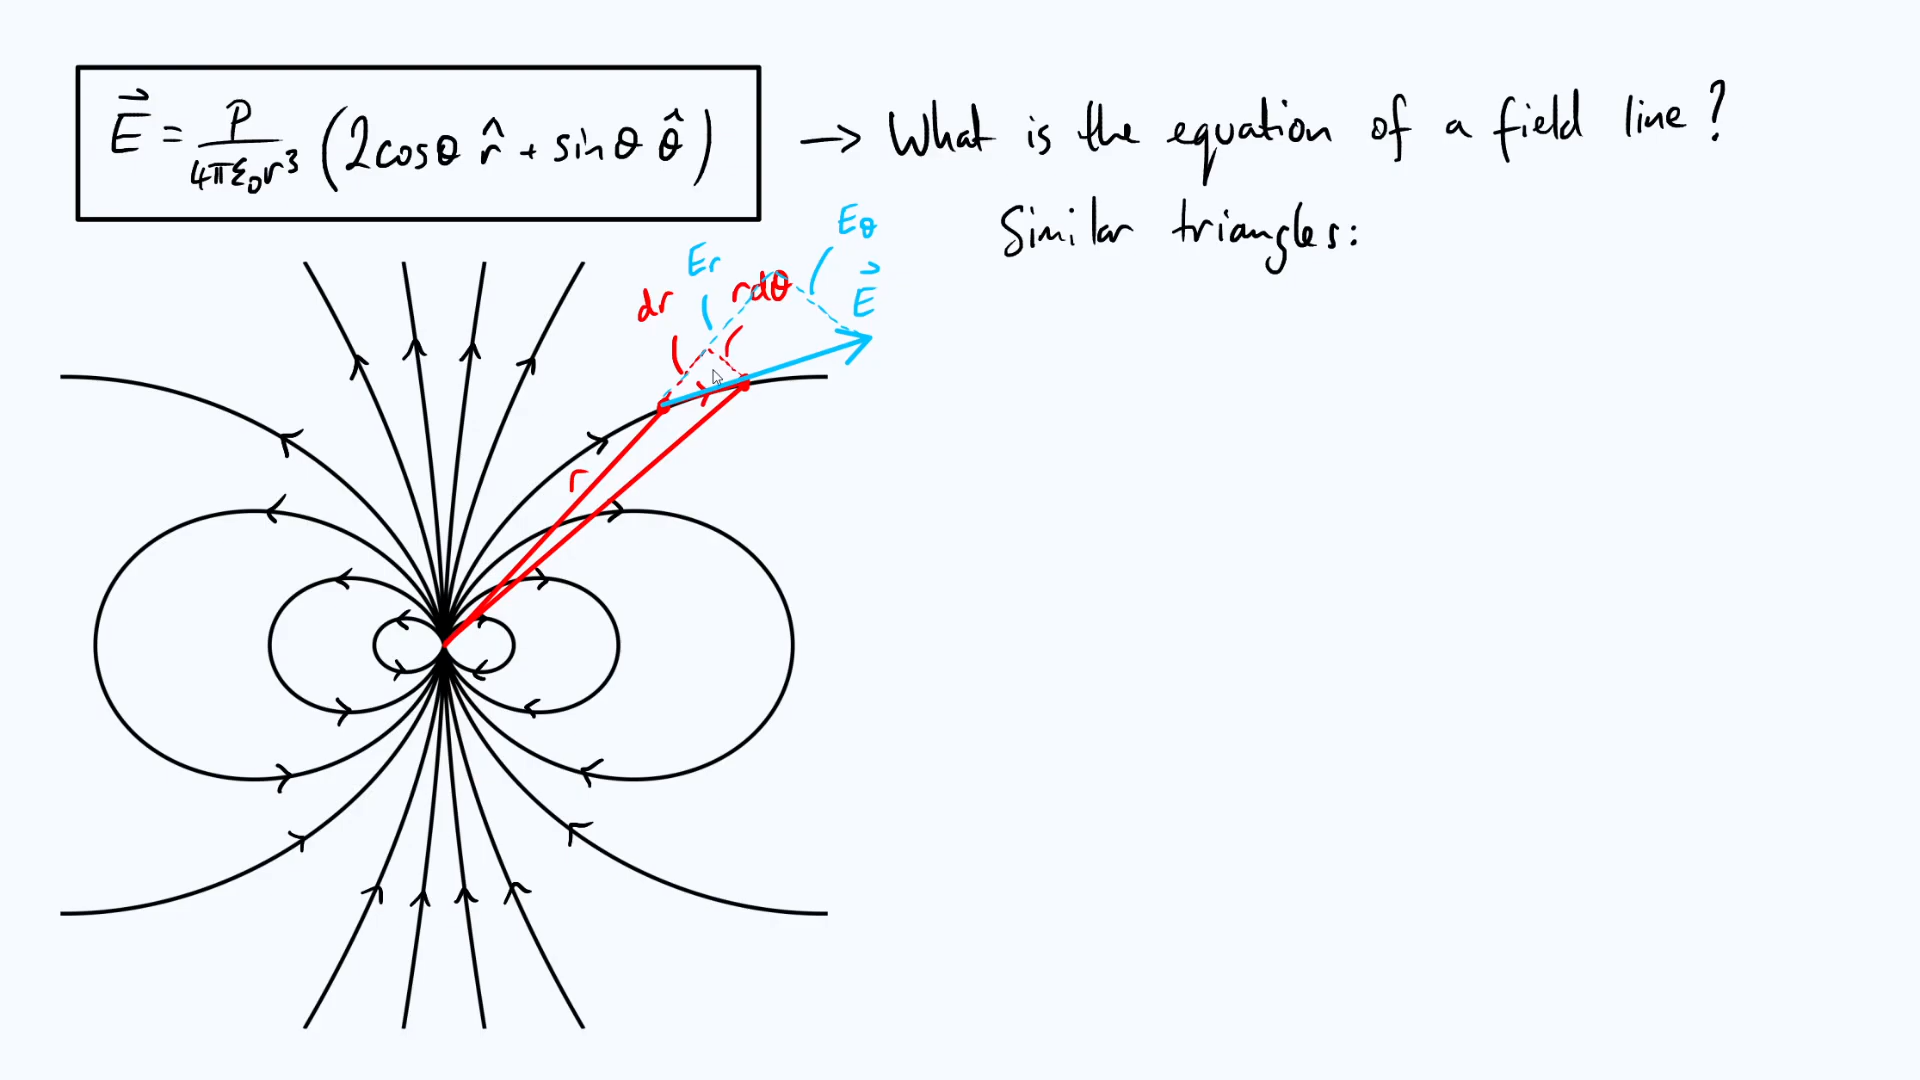 E⃗ = p/4πε₀r³ (2cosθ r̂ + sinθ θ̂) → What is the equation of a field line?
Similar triangles:
Eθ
Er
E⃗
dr
rdθ
r